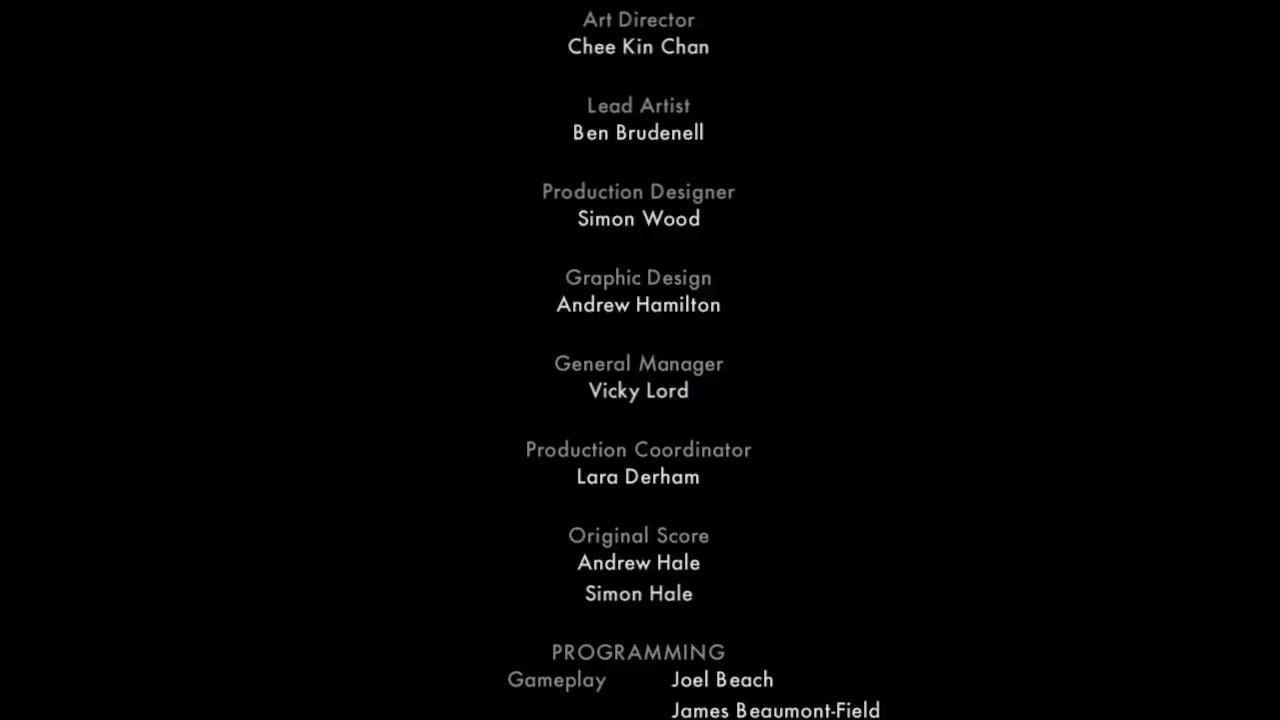 Art Director
Chee Kin Chan
Lead Artist
Ben Brudenell
Production Designer
Simon Wood
Graphic Design
Andrew Hamilton
General Manager
Vicky Lord
Production Coordinator
Lara Derham
Original Score
Andrew Hale
Simon Hale
PROGRAMMING
Gameplay Joel Beach
James Beaumont-Field